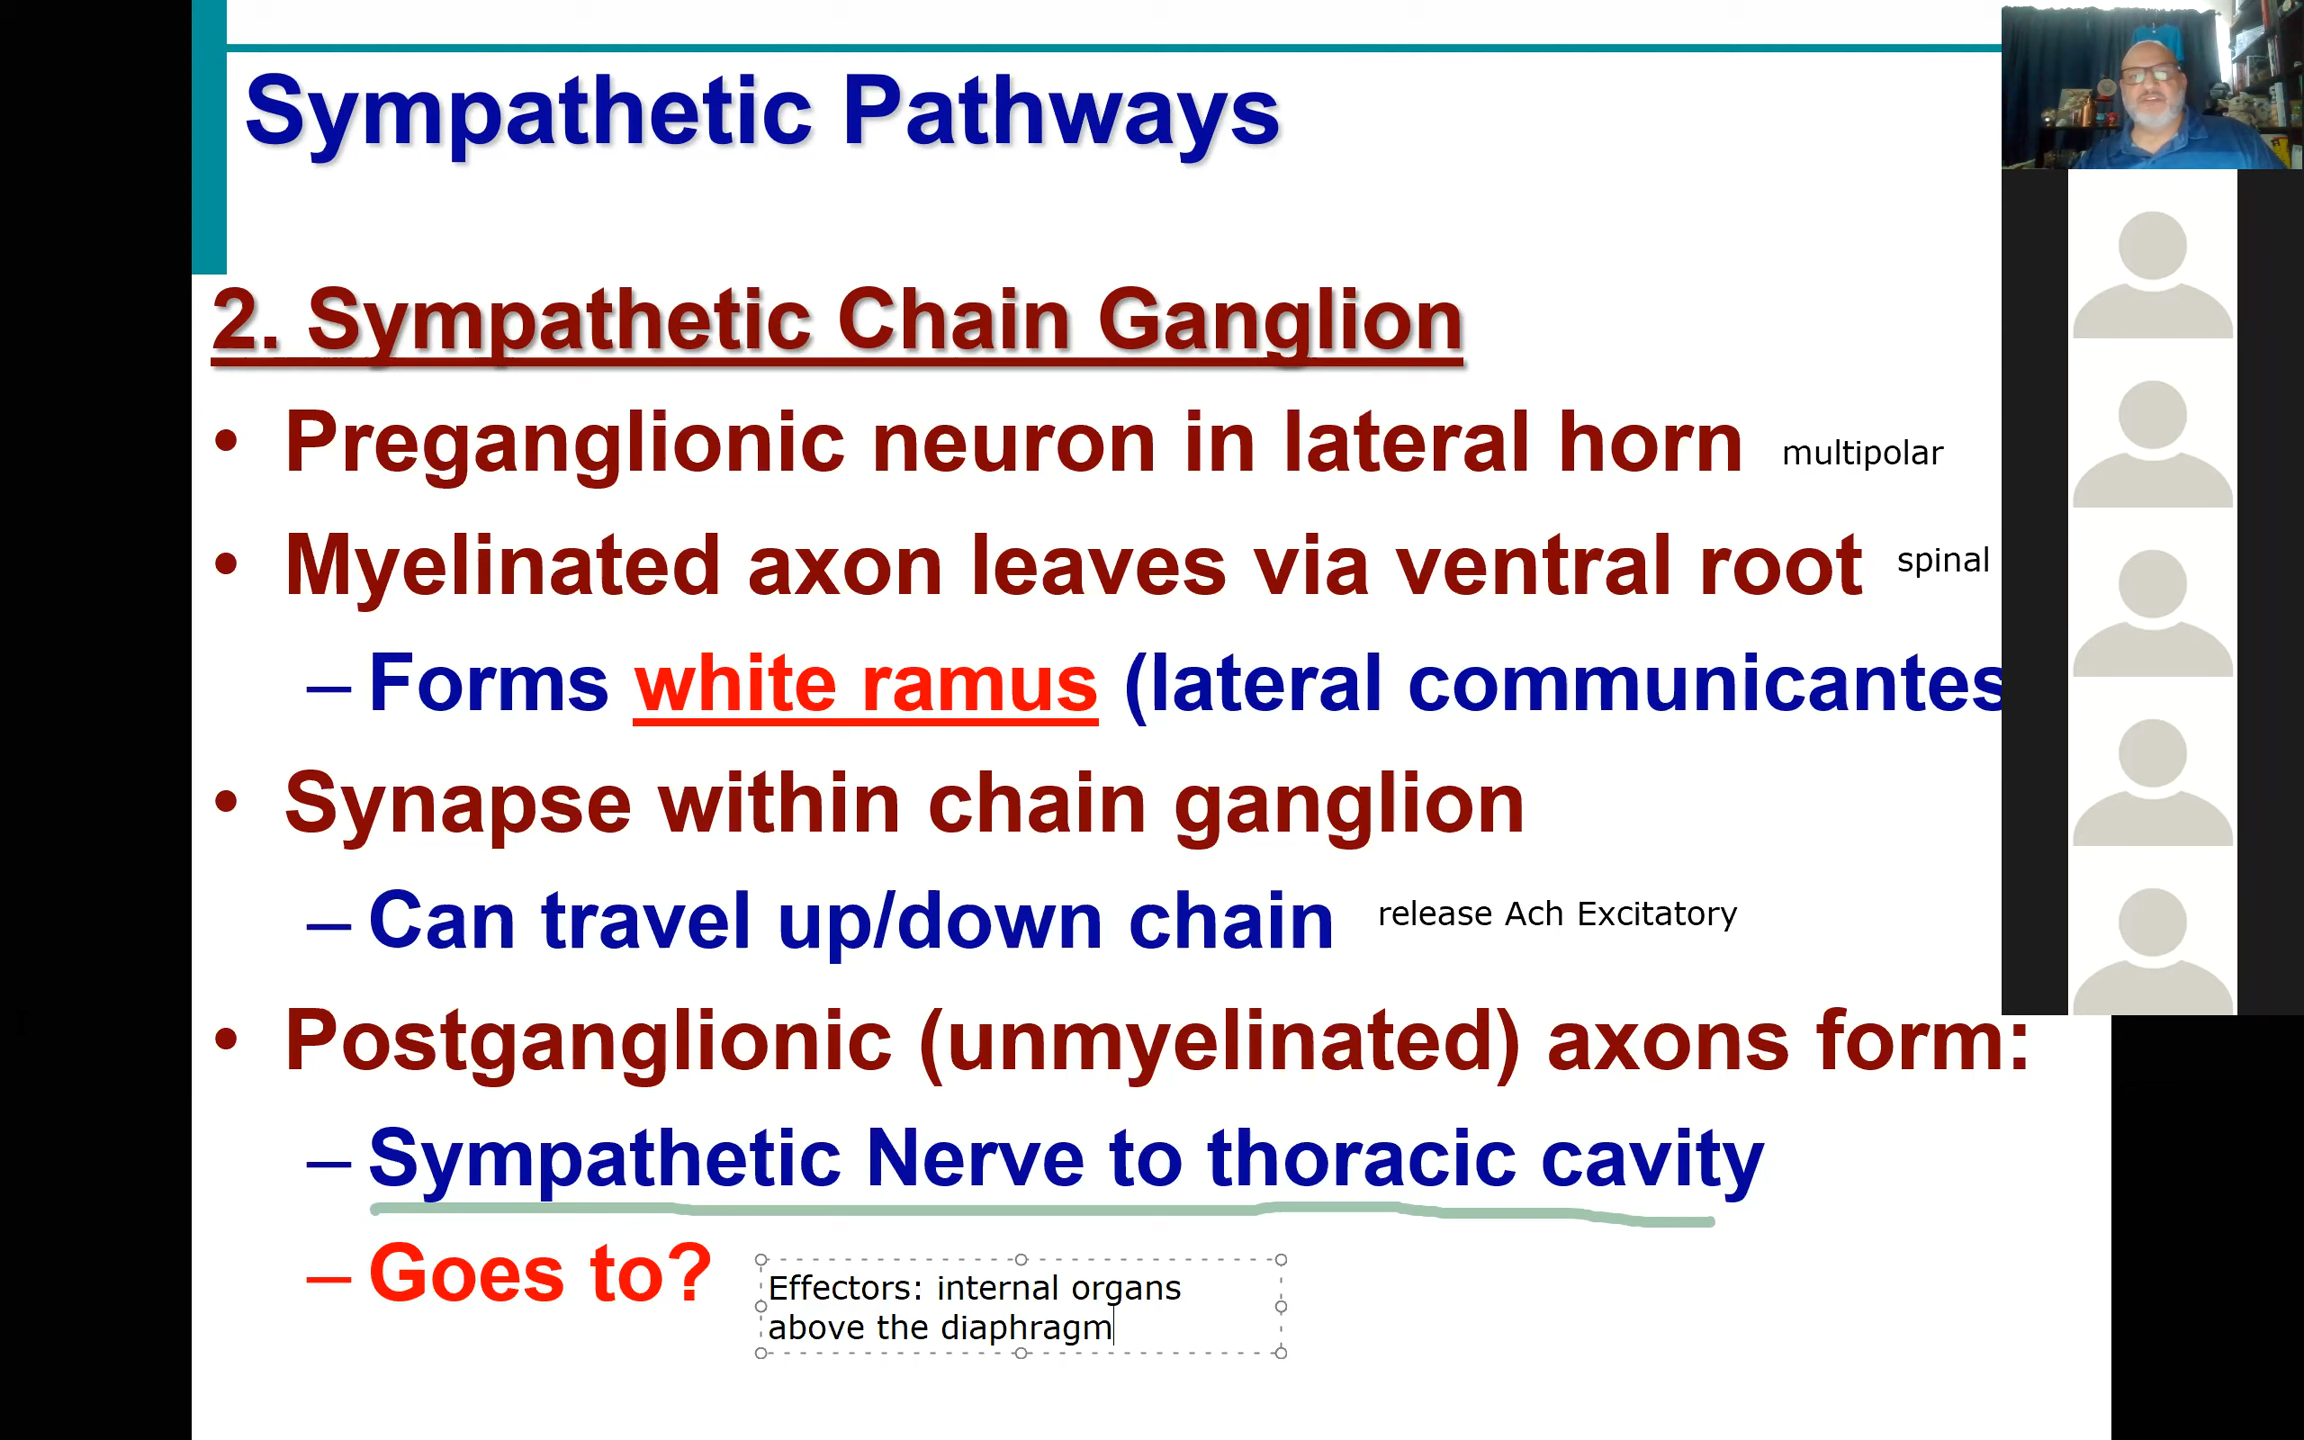 Sympathetic Pathways
2. Sympathetic Chain Ganglion
• Preganglionic neuron in lateral horn multipolar
• Myelinated axon leaves via ventral root spinal
– Forms white ramus (lateral communicantes
• Synapse within chain ganglion
– Can travel up/down chain release Ach Excitatory
• Postganglionic (unmyelinated) axons form:
– Sympathetic Nerve to thoracic cavity
– Goes to? Effectors: internal organs
above the diaphragm